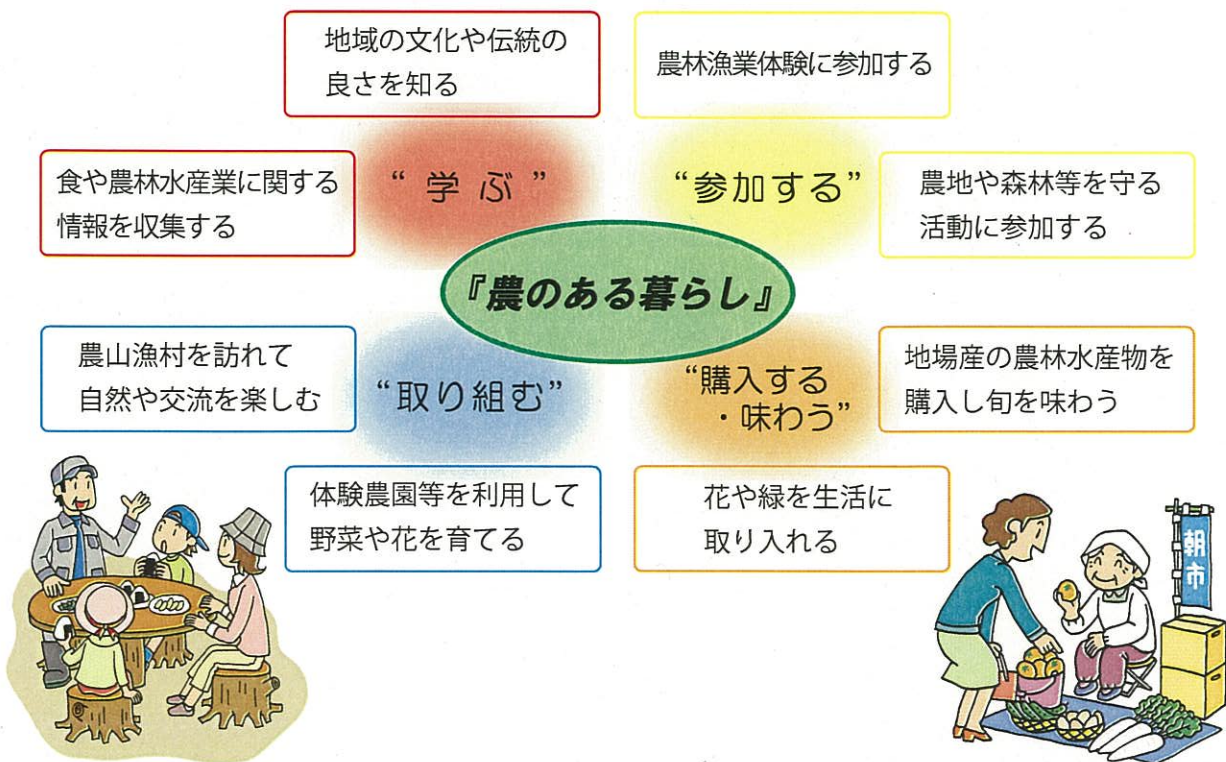 地域の文化や伝統の
良さを知る
農林漁業体験に参加する
食や農林水産業に関する
情報を収集する
“学ぶ”
“参加する”
農地や森林等を守る
活動に参加する
『農のある暮らし』
農山漁村を訪れて
自然や交流を楽しむ
“取り組む”
“購入する
・味わう”
地場産の農林水産物を
購入し旬を味わう
体験農園等を利用して
野菜や花を育てる
花や緑を生活に
取り入れる
朝市